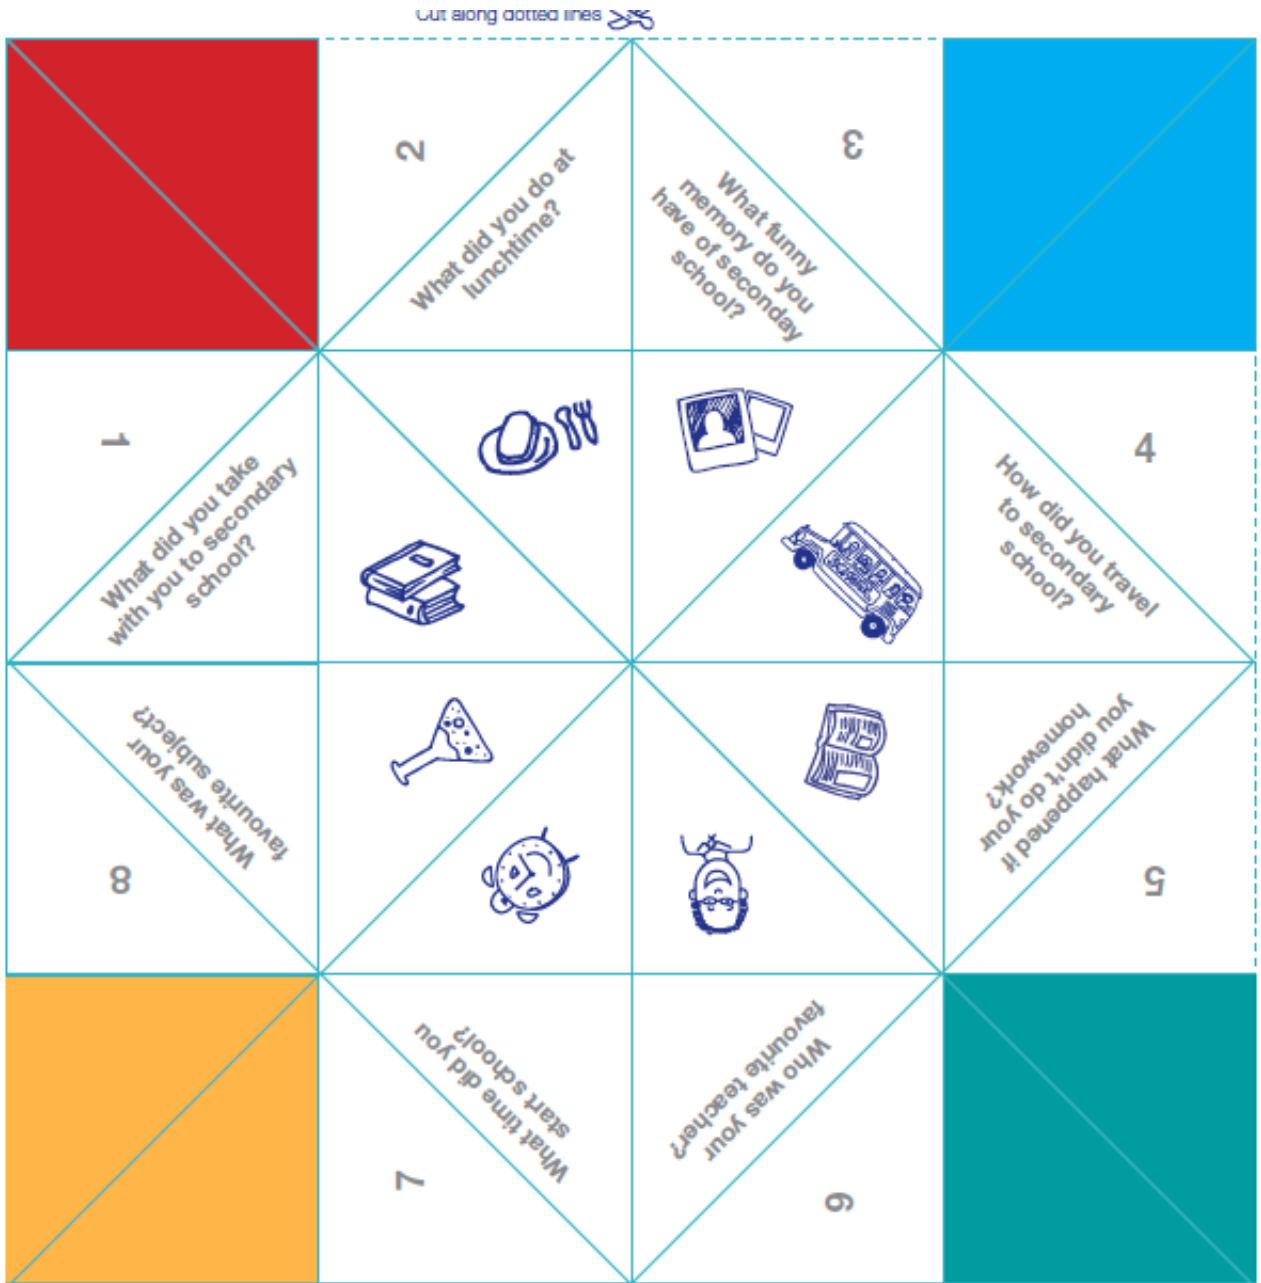 Cut along dotted lines
2
What did you do at
lunchtime?
3
What funny
memory do you
have of seconday
school?
1
What did you take
with you to secondary
school?
4
How did you travel
to secondary
school?
8
What was your
favourite subject?
5
What happened if
you didn't do your
homework?
7
What time did you
start school?
6
Who was your
favourite teacher?